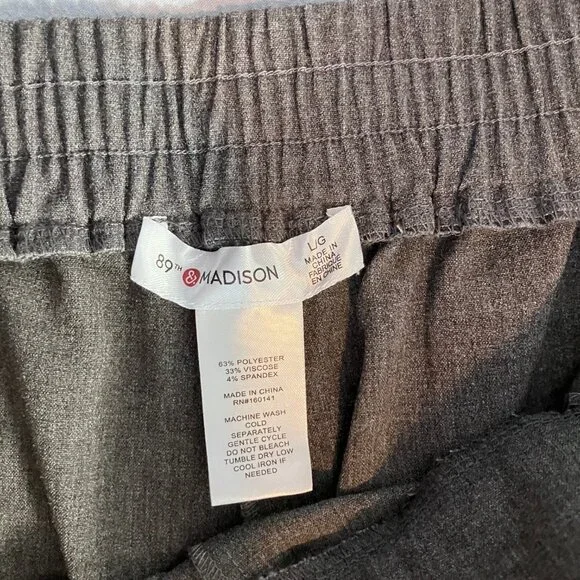 89TH & MADISON
L/G
MADE IN
CHINA
FABRIQUÉ
EN CHINE
63% POLYESTER
33% VISCOSE
4% SPANDEX
MADE IN CHINA
RN#160141
MACHINE WASH
COLD
SEPARATELY
GENTLE CYCLE
DO NOT BLEACH
TUMBLE DRY LOW
COOL IRON IF
NEEDED